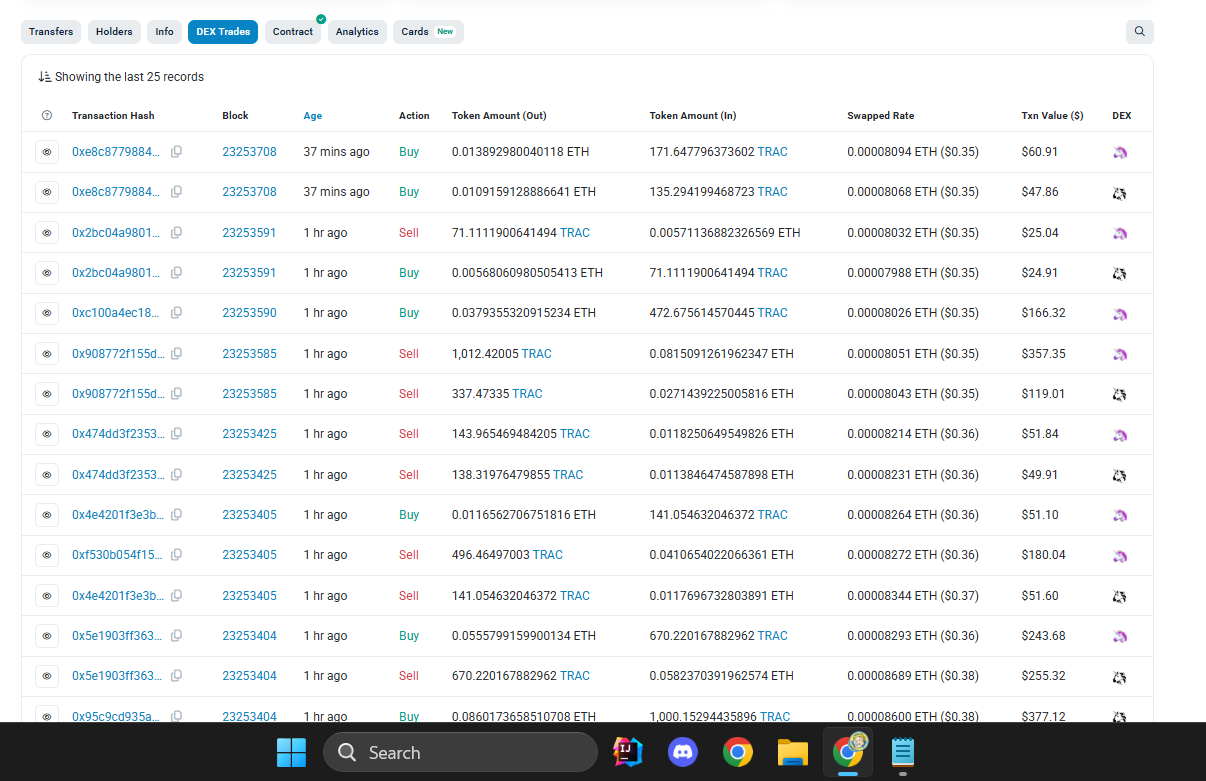 Transfers Holders Info DEX Trades Contract Analytics Cards New
Showing the last 25 records
Transaction Hash Block Age Action Token Amount (Out) Token Amount (In) Swapped Rate Txn Value ($) DEX
0xe8c8779884... 23253708 37 mins ago Buy 0.013892980040118 ETH 171.647796373602 TRAC 0.00008094 ETH ($0.35) $60.91
0xe8c8779884... 23253708 37 mins ago Buy 0.0109159128886641 ETH 135.294199468723 TRAC 0.00008068 ETH ($0.35) $47.86
0x2bc04a9801... 23253591 1 hr ago Sell 71.1111900641494 TRAC 0.00571136882326569 ETH 0.00008032 ETH ($0.35) $25.04
0x2bc04a9801... 23253591 1 hr ago Buy 0.00568060980505413 ETH 71.1111900641494 TRAC 0.00007988 ETH ($0.35) $24.91
0xc100a4ec18... 23253590 1 hr ago Buy 0.0379355320915234 ETH 472.675614570445 TRAC 0.00008026 ETH ($0.35) $166.32
0x908772f155d... 23253585 1 hr ago Sell 1,012.42005 TRAC 0.0815091261962347 ETH 0.00008051 ETH ($0.35) $357.35
0x908772f155d... 23253585 1 hr ago Sell 337.47335 TRAC 0.0271439225005816 ETH 0.00008043 ETH ($0.35) $119.01
0x474dd3f2353... 23253425 1 hr ago Sell 143.965469484205 TRAC 0.0118250649549826 ETH 0.00008214 ETH ($0.36) $51.84
0x474dd3f2353... 23253425 1 hr ago Sell 138.31976479855 TRAC 0.0113846474587898 ETH 0.00008231 ETH ($0.36) $49.91
0x4e4201f3e3b... 23253405 1 hr ago Buy 0.0116562706751816 ETH 141.054632046372 TRAC 0.00008264 ETH ($0.36) $51.10
0xf530b054f15... 23253405 1 hr ago Sell 496.46497003 TRAC 0.0410654022066361 ETH 0.00008272 ETH ($0.36) $180.04
0x4e4201f3e3b... 23253405 1 hr ago Sell 141.054632046372 TRAC 0.0117696732803891 ETH 0.00008344 ETH ($0.37) $51.60
0x5e1903ff363... 23253404 1 hr ago Buy 0.0555799159900134 ETH 670.220167882962 TRAC 0.00008293 ETH ($0.36) $243.68
0x5e1903ff363... 23253404 1 hr ago Sell 670.220167882962 TRAC 0.0582370391962574 ETH 0.00008689 ETH ($0.38) $255.32
0x95c9cd935a... 23253404 1 hr ago Buy 0.0860173658510708 ETH 1,000.15294435896 TRAC 0.00008600 ETH ($0.38) $377.12
Search
IJ